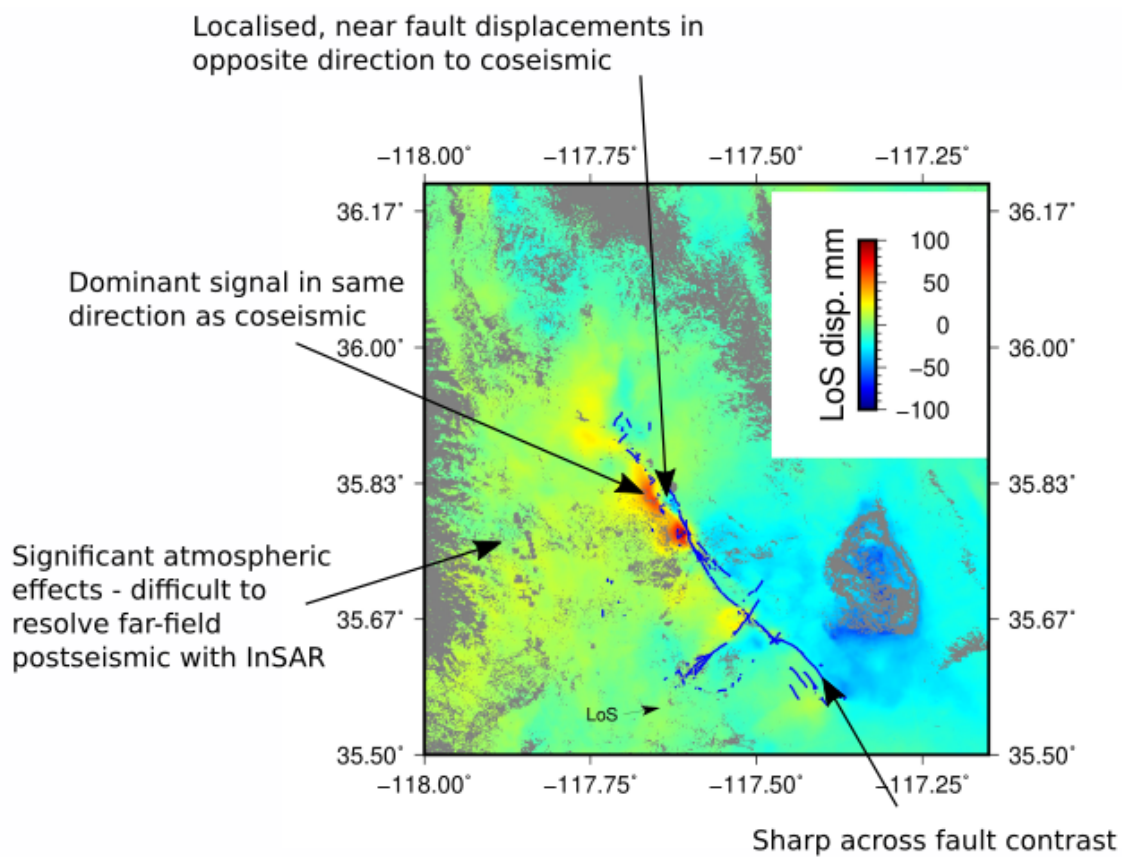 Localised, near fault displacements in
opposite direction to coseismic
-118.00˚ -117.75˚ -117.50˚ -117.25˚
36.17˚ 36.17˚
LoS disp. mm
100
50
0
-50
-100
Dominant signal in same
direction as coseismic
36.00˚ 36.00˚
35.83˚ 35.83˚
Significant atmospheric
effects - difficult to
resolve far-field
postseismic with InSAR
35.67˚ 35.67˚
LoS
35.50˚ 35.50˚
-118.00˚ -117.75˚ -117.50˚ -117.25˚
Sharp across fault contrast